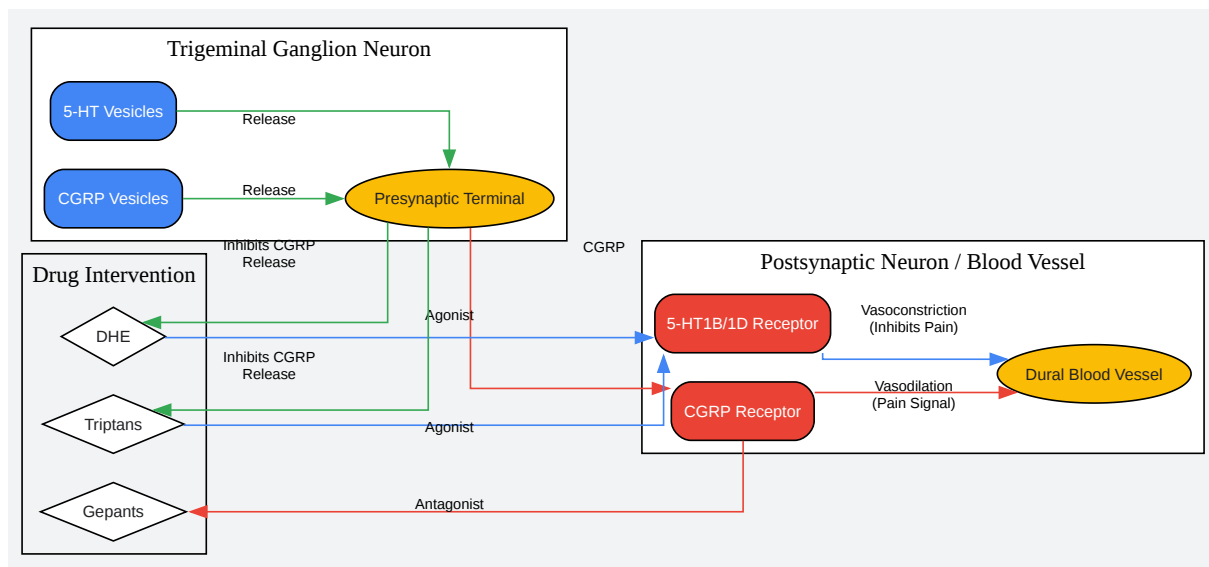 Trigeminal Ganglion Neuron
5-HT Vesicles
Release
CGRP Vesicles
Release
Presynaptic Terminal
Inhibits CGRP
Release
CGRP
Drug Intervention
DHE
Agonist
Inhibits CGRP
Release
Triptans
Agonist
Gepants
Antagonist
Postsynaptic Neuron / Blood Vessel
5-HT1B/1D Receptor
Vasoconstriction
(Inhibits Pain)
Dural Blood Vessel
CGRP Receptor
Vasodilation
(Pain Signal)